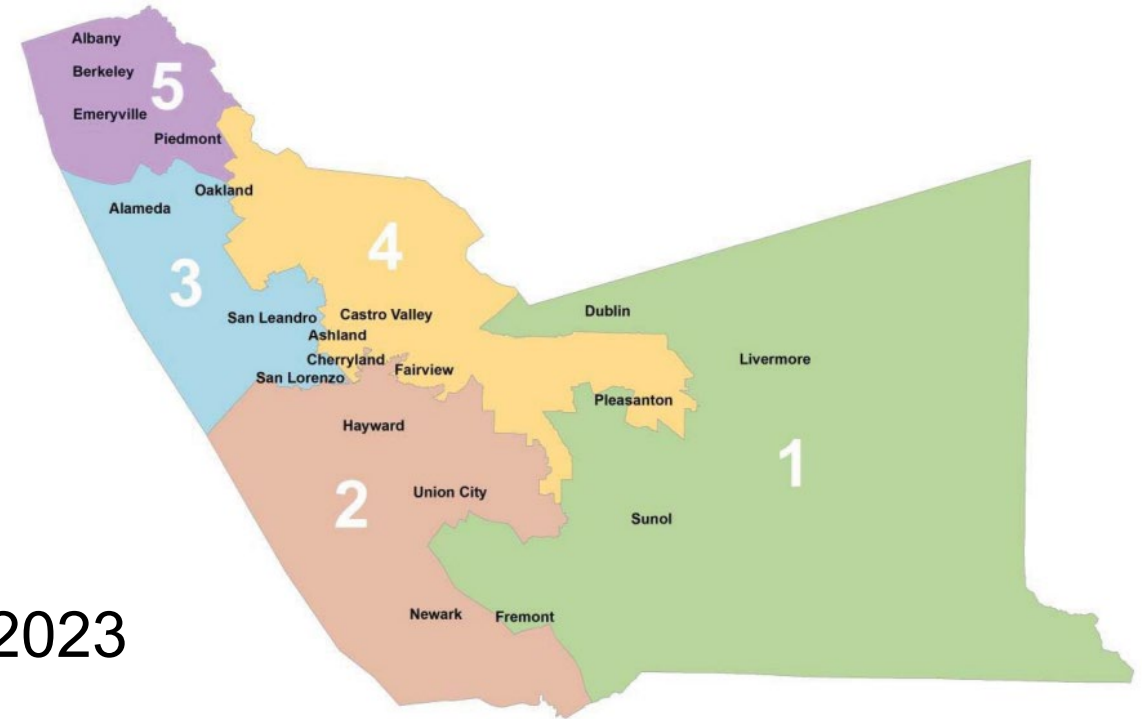 Albany
Berkeley
5
Emeryville
Piedmont
Oakland
Alameda
4
3
Dublin
Castro Valley
San Leandro
Ashland
Livermore
Cherryland
Fairview
San Lorenzo
Pleasanton
Hayward
1
Union City
2
Sunol
Newark
Fremont
2023